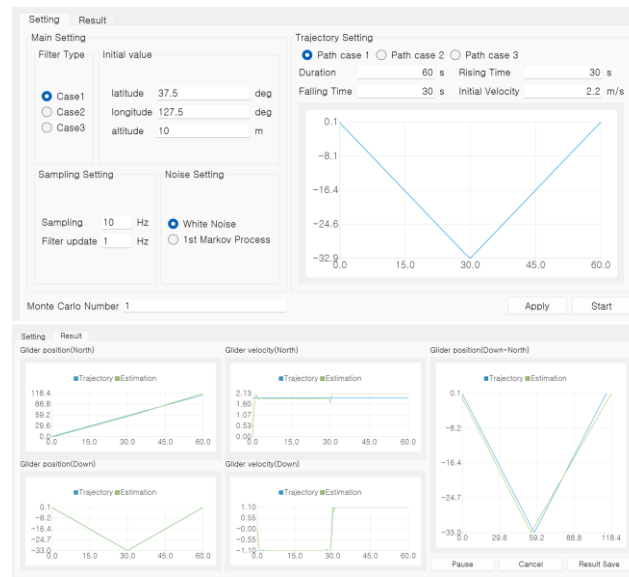 Setting Result
Main Setting
Filter Type
Case1
Case2
Case3
Initial value
latitude 37.5 deg
longitude 127.5 deg
altitude 10 m
Sampling Setting
Sampling 10 Hz
Filter update 1 Hz
Noise Setting
White Noise
1st Markov Process
Monte Carlo Number 1
Trajectory Setting
Path case 1 Path case 2 Path case 3
Duration 60 s Rising Time 30 s
Falling Time 30 s Initial Velocity 2.2 m/s
0.1
-8.1
-16.4
-24.6
-32.9
0.0 15.0 30.0 45.0 60.0
Apply Start
Setting Result
Glider position(North)
Trajectory Estimation
118.4
88.8
59.2
29.6
0.0
0.0 15.0 30.0 45.0 60.0
Glider velocity(North)
Trajectory Estimation
2.13
1.60
1.07
0.53
0.00
0.0 15.0 30.0 45.0 60.0
Glider position(Down-North)
Trajectory Estimation
0.1
-8.2
-16.4
-24.7
-33.0
0.0 29.6 59.2 88.8 118.4
Glider position(Down)
Trajectory Estimation
0.1
-8.2
-16.4
-24.7
-33.0
0.0 15.0 30.0 45.0 60.0
Glider velocity(Down)
Trajectory Estimation
1.10
0.55
-0.00
-0.55
-1.10
0.0 15.0 30.0 45.0 60.0
Pause Cancel Result Save